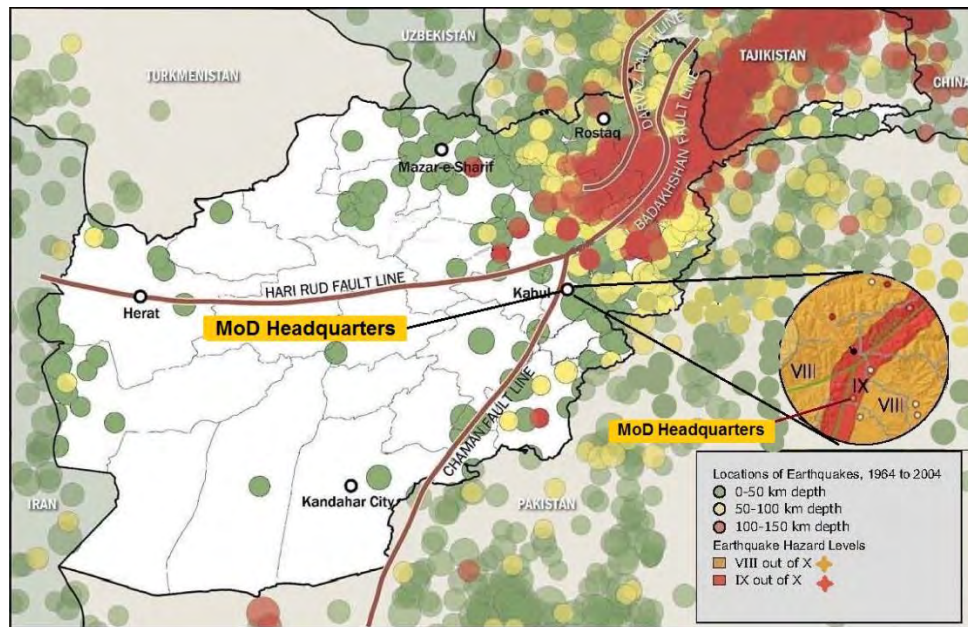 UZBEKISTAN
TURKMENISTAN
TAJIKISTAN
CHINA
DARVAZ FAULT LINE
BADAKHSHAN FAULT LINE
Rostaq
Mazar-e-Sharif
HARI RUD FAULT LINE
Herat
Kabul
MoD Headquarters
CHAMAN FAULT LINE
Kandahar City
IRAN
PAKISTAN
VIII
IX
VIII
MoD Headquarters
Locations of Earthquakes, 1964 to 2004
0-50 km depth
50-100 km depth
100-150 km depth
Earthquake Hazard Levels
VIII out of X
IX out of X